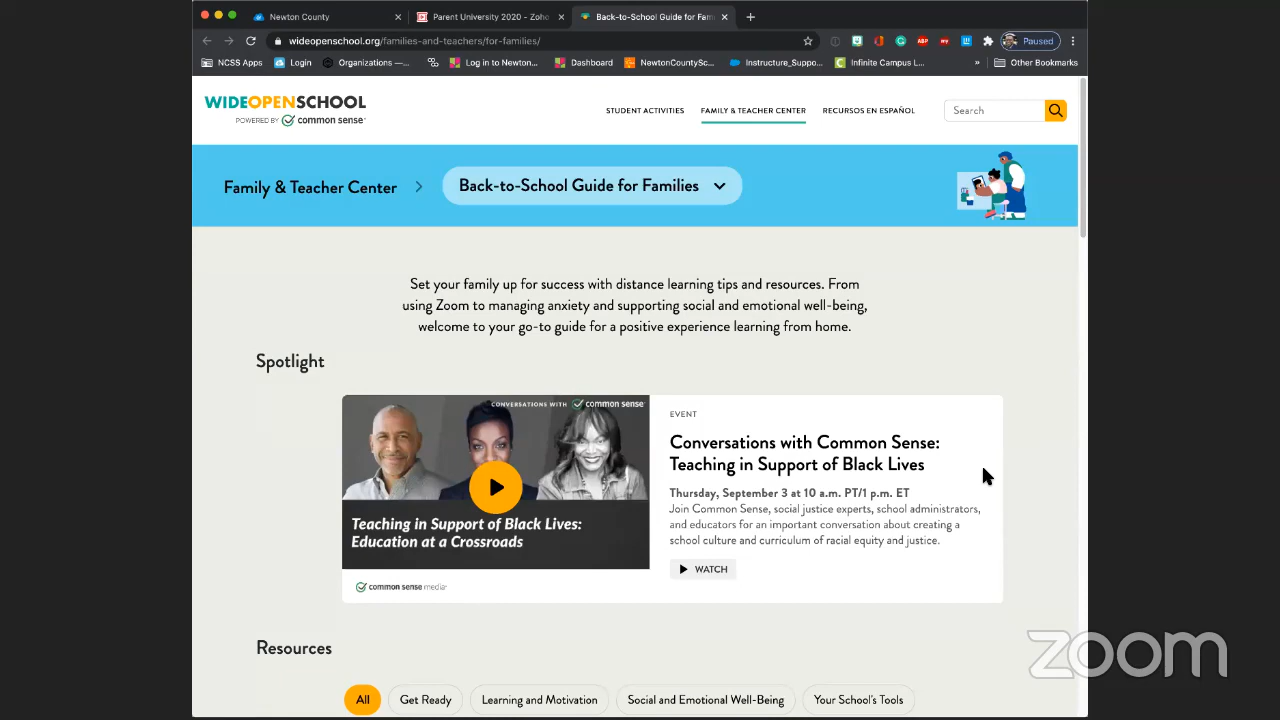 Newton County
Parent University 2020 - Zoho
Back-to-School Guide for Fam
wideopenschool.org/families-and-teachers/for-families/
ABP
Paused
NCSS Apps
Login
Organizations —...
Log in to Newton...
Dashboard
NewtonCountySc...
Instructure_Suppo...
Infinite Campus L...
»
Other Bookmarks
WIDEOPENSCHOOL
POWERED BY common sense
STUDENT ACTIVITIES
FAMILY & TEACHER CENTER
RECURSOS EN ESPAÑOL
Search
Family & Teacher Center
Back-to-School Guide for Families
Set your family up for success with distance learning tips and resources. From
using Zoom to managing anxiety and supporting social and emotional well-being,
welcome to your go-to guide for a positive experience learning from home.
Spotlight
CONVERSATIONS WITH common sense
Teaching in Support of Black Lives:
Education at a Crossroads
common sense media
EVENT
Conversations with Common Sense:
Teaching in Support of Black Lives
Thursday, September 3 at 10 a.m. PT/1 p.m. ET
Join Common Sense, social justice experts, school administrators,
and educators for an important conversation about creating a
school culture and curriculum of racial equity and justice.
WATCH
Resources
All
Get Ready
Learning and Motivation
Social and Emotional Well-Being
Your School's Tools
zoom